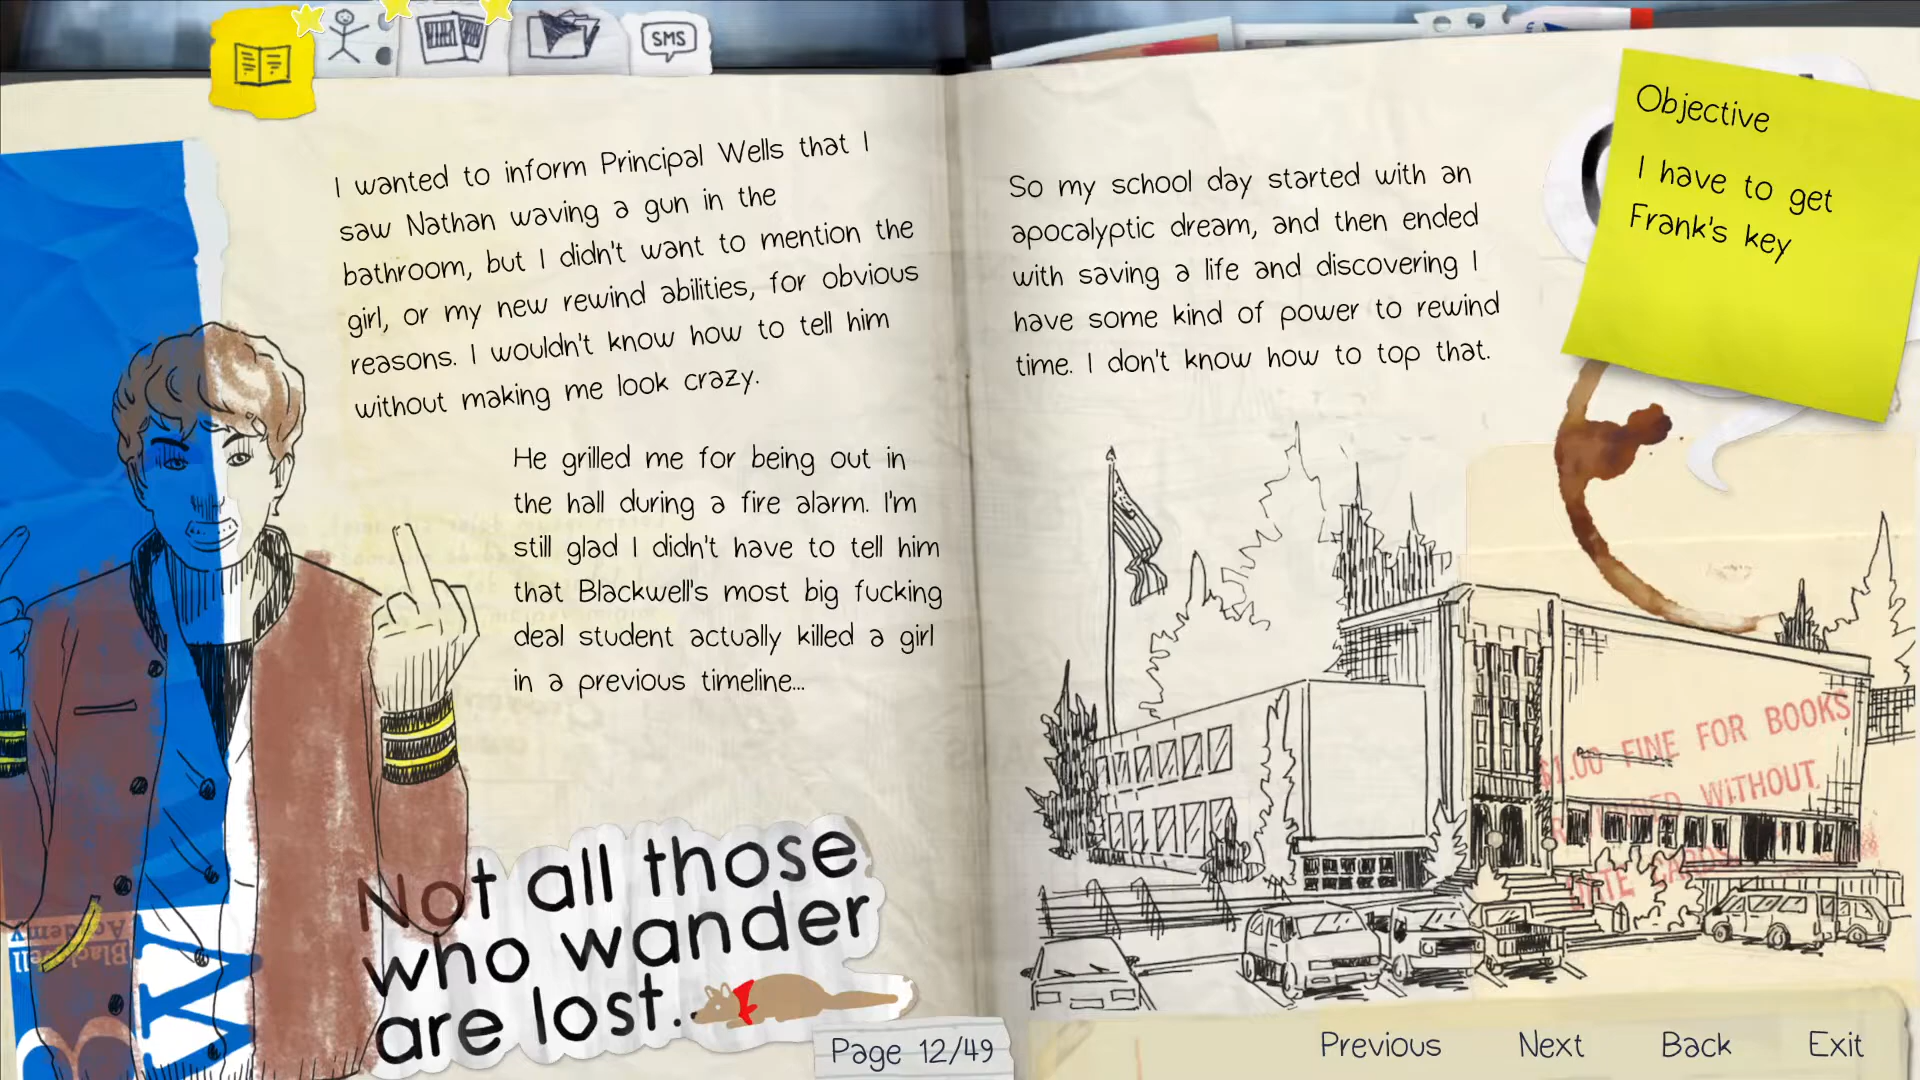 SMS
I wanted to inform Principal Wells that I
saw Nathan waving a gun in the
bathroom, but I didn't want to mention the
girl, or my new rewind abilities, for obvious
reasons. I wouldn't know how to tell him
without making me look crazy.
He grilled me for being out in
the hall during a fire alarm. I'm
still glad I didn't have to tell him
that Blackwell's most big fucking
deal student actually killed a girl
in a previous timeline...
Not all those
who wander
are lost...
Blackwell
Academy
So my school day started with an
apocalyptic dream, and then ended
with saving a life and discovering I
have some kind of power to rewind
time. I don't know how to top that.
Objective
I have to get
Frank's key
$1.00 FINE FOR BOOKS
WITHOUT
DATE CARDS
Page 12/49
Previous
Next
Back
Exit